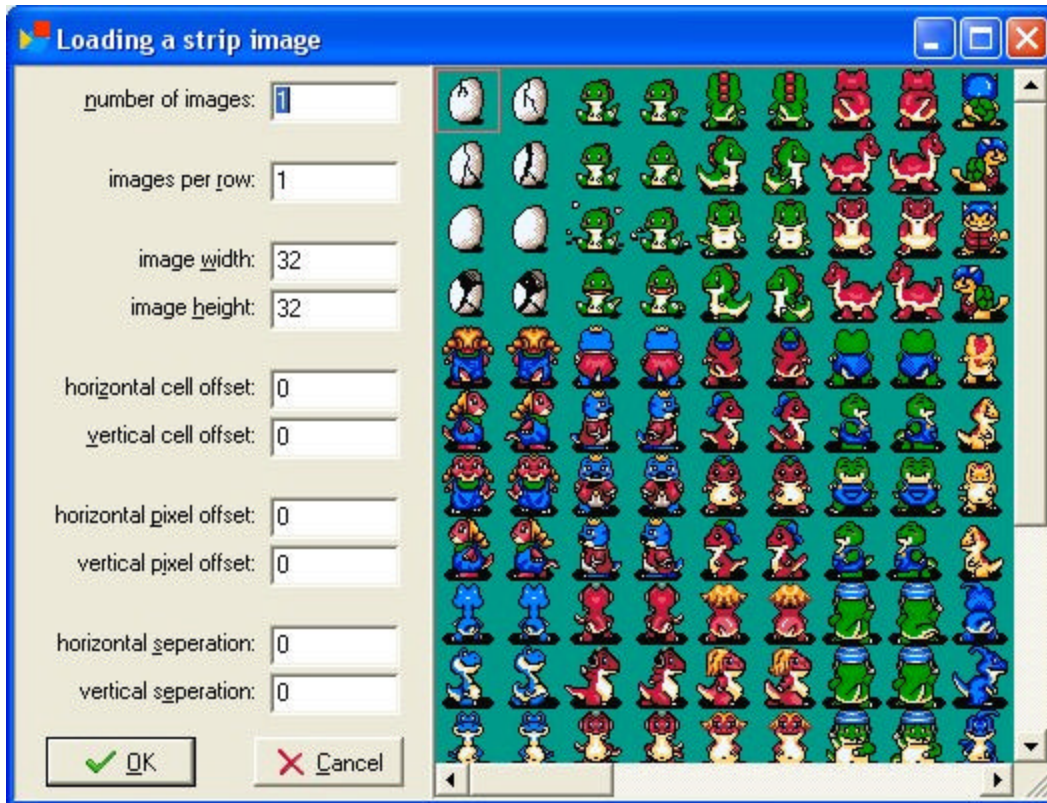 Loading a strip image
number of images: 1
images per row: 1
image width: 32
image height: 32
horizontal cell offset: 0
vertical cell offset: 0
horizontal pixel offset: 0
vertical pixel offset: 0
horizontal seperation: 0
vertical seperation: 0
OK Cancel